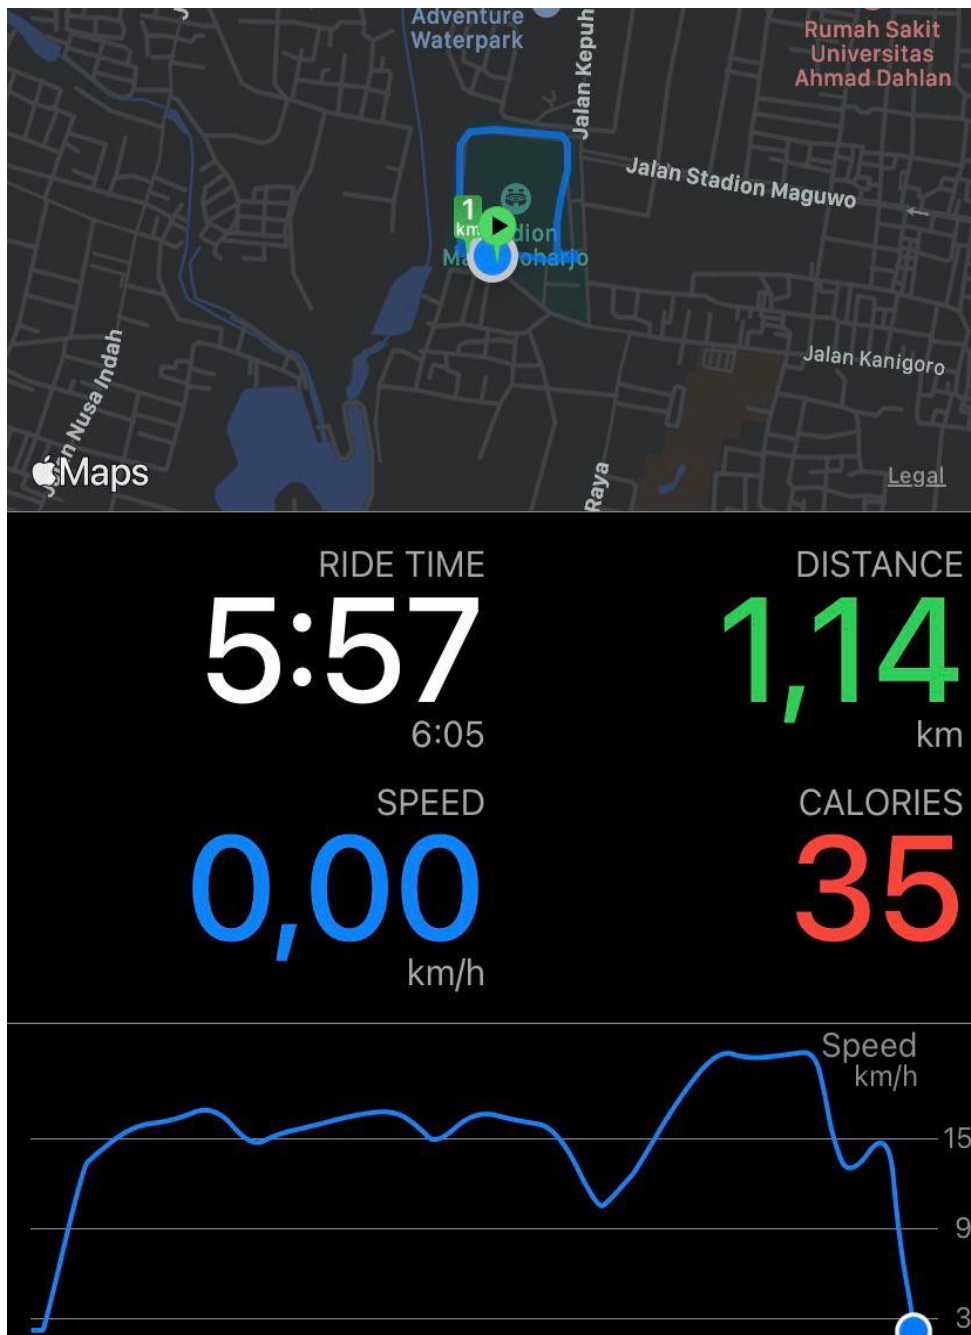 Adventure
Waterpark
Jalan Kepuh
Rumah Sakit
Universitas
Ahmad Dahlan
Jalan Stadion Maguwo
1
km
Jalan Kanigoro
Nusa Indah
Raya
Maps
Legal
RIDE TIME
5:57
6:05
DISTANCE
1,14
km
SPEED
0,00
km/h
CALORIES
35
Speed
km/h
15
9
3